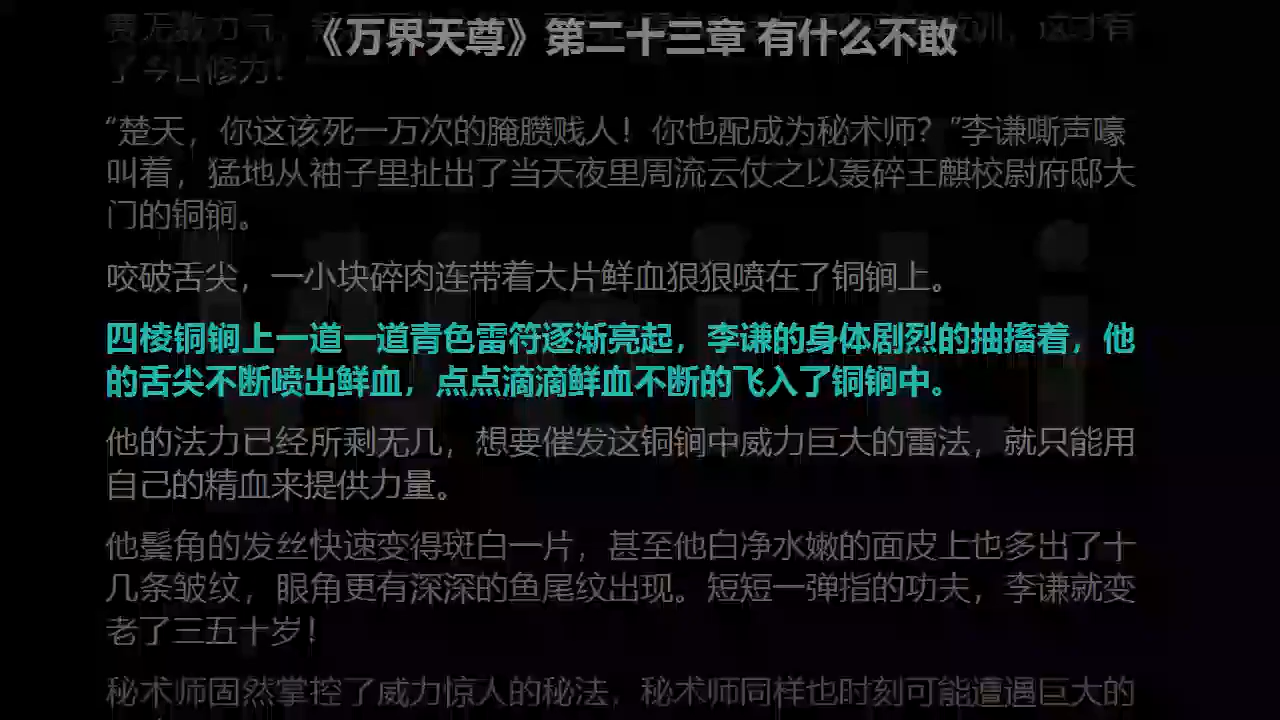 《万界天尊》第二十三章 有什么不敢
费无数力气，
这才有
了今日修为！
“楚天，你这该死一万次的腌臜贱人！你也配成为秘术师？”李谦嘶声嚎
叫着，猛地从袖子里扯出了当天夜里周流云仗之以轰碎王麒校尉府邸大
门的铜锏。
咬破舌尖，一小块碎肉连带着大片鲜血狠狠喷在了铜锏上。
四棱铜锏上一道一道青色雷符逐渐亮起，李谦的身体剧烈的抽搐着，他
的舌尖不断喷出鲜血，点点滴滴鲜血不断的飞入了铜锏中。
他的法力已经所剩无几，想要催发这铜锏中威力巨大的雷法，就只能用
自己的精血来提供力量。
他鬓角的发丝快速变得斑白一片，甚至他白净水嫩的面皮上也多出了十
几条皱纹，眼角更有深深的鱼尾纹出现。短短一弹指的功夫，李谦就变
老了三五十岁！
秘术师固然掌控了威力惊人的秘法，秘术师同样也时刻可能遭遇巨大的